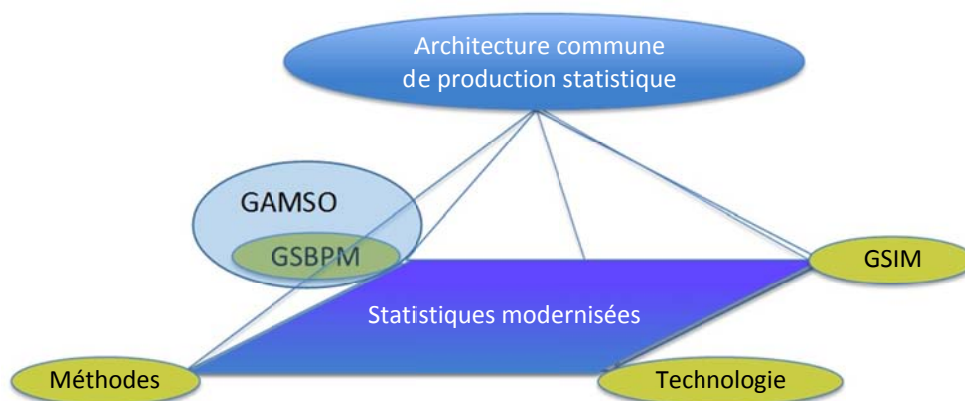 Architecture commune
de production statistique
GAMSO
GSBPM
GSIM
Statistiques modernisées
Méthodes
Technologie